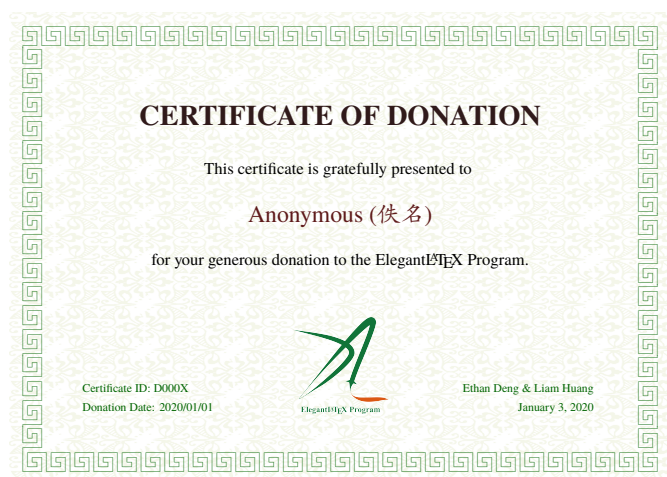 CERTIFICATE OF DONATION
This certificate is gratefully presented to
Anonymous (佚名)
for your generous donation to the ElegantLATEX Program.
ElegantLATEX Program
Certificate ID: D000X
Donation Date: 2020/01/01
Ethan Deng & Liam Huang
January 3, 2020